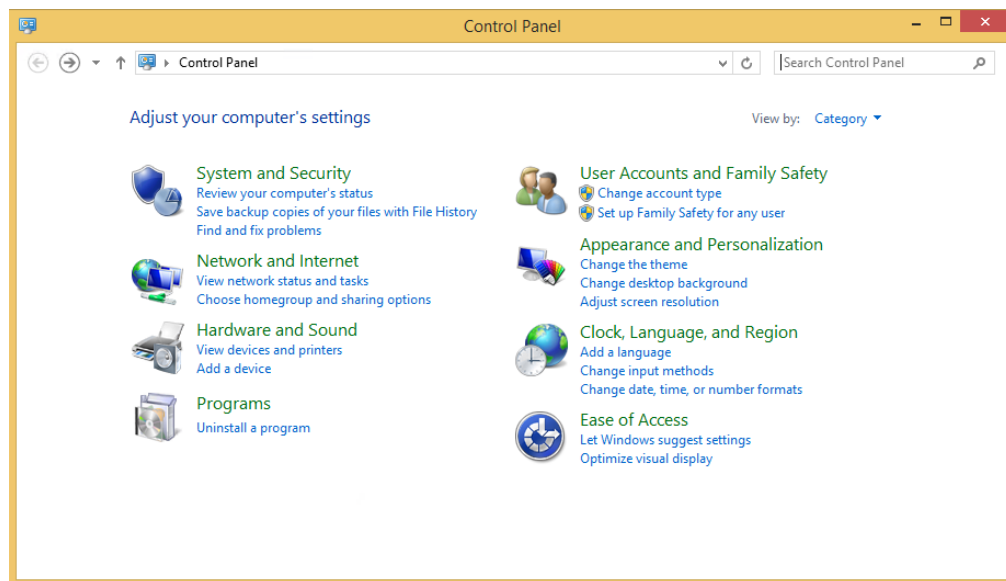 Control Panel
Control Panel
Search Control Panel
Adjust your computer's settings
View by: Category
System and Security
Review your computer's status
Save backup copies of your files with File History
Find and fix problems
Network and Internet
View network status and tasks
Choose homegroup and sharing options
Hardware and Sound
View devices and printers
Add a device
Programs
Uninstall a program
User Accounts and Family Safety
Change account type
Set up Family Safety for any user
Appearance and Personalization
Change the theme
Change desktop background
Adjust screen resolution
Clock, Language, and Region
Add a language
Change input methods
Change date, time, or number formats
Ease of Access
Let Windows suggest settings
Optimize visual display